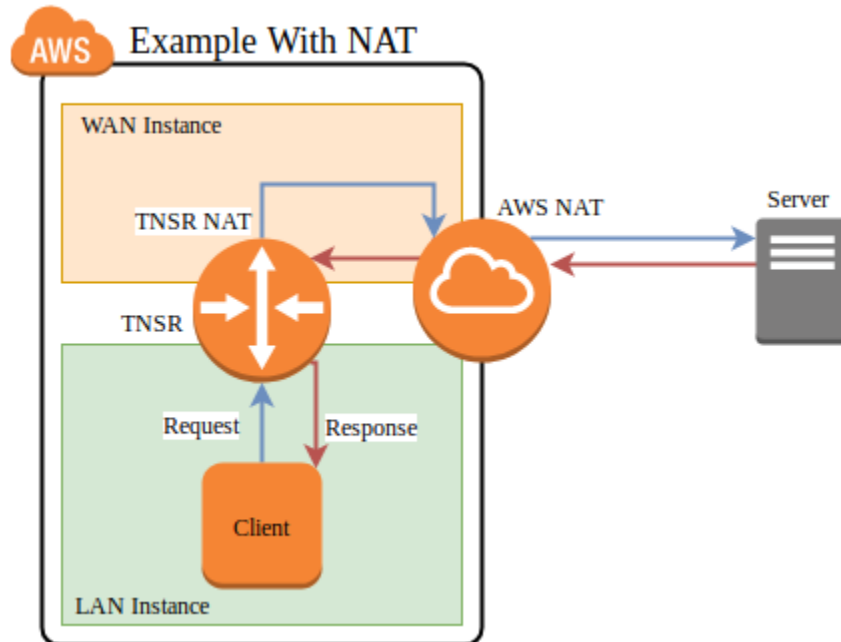 AWS
Example With NAT
WAN Instance
TNSR NAT
AWS NAT
Server
TNSR
Request
Response
Client
LAN Instance